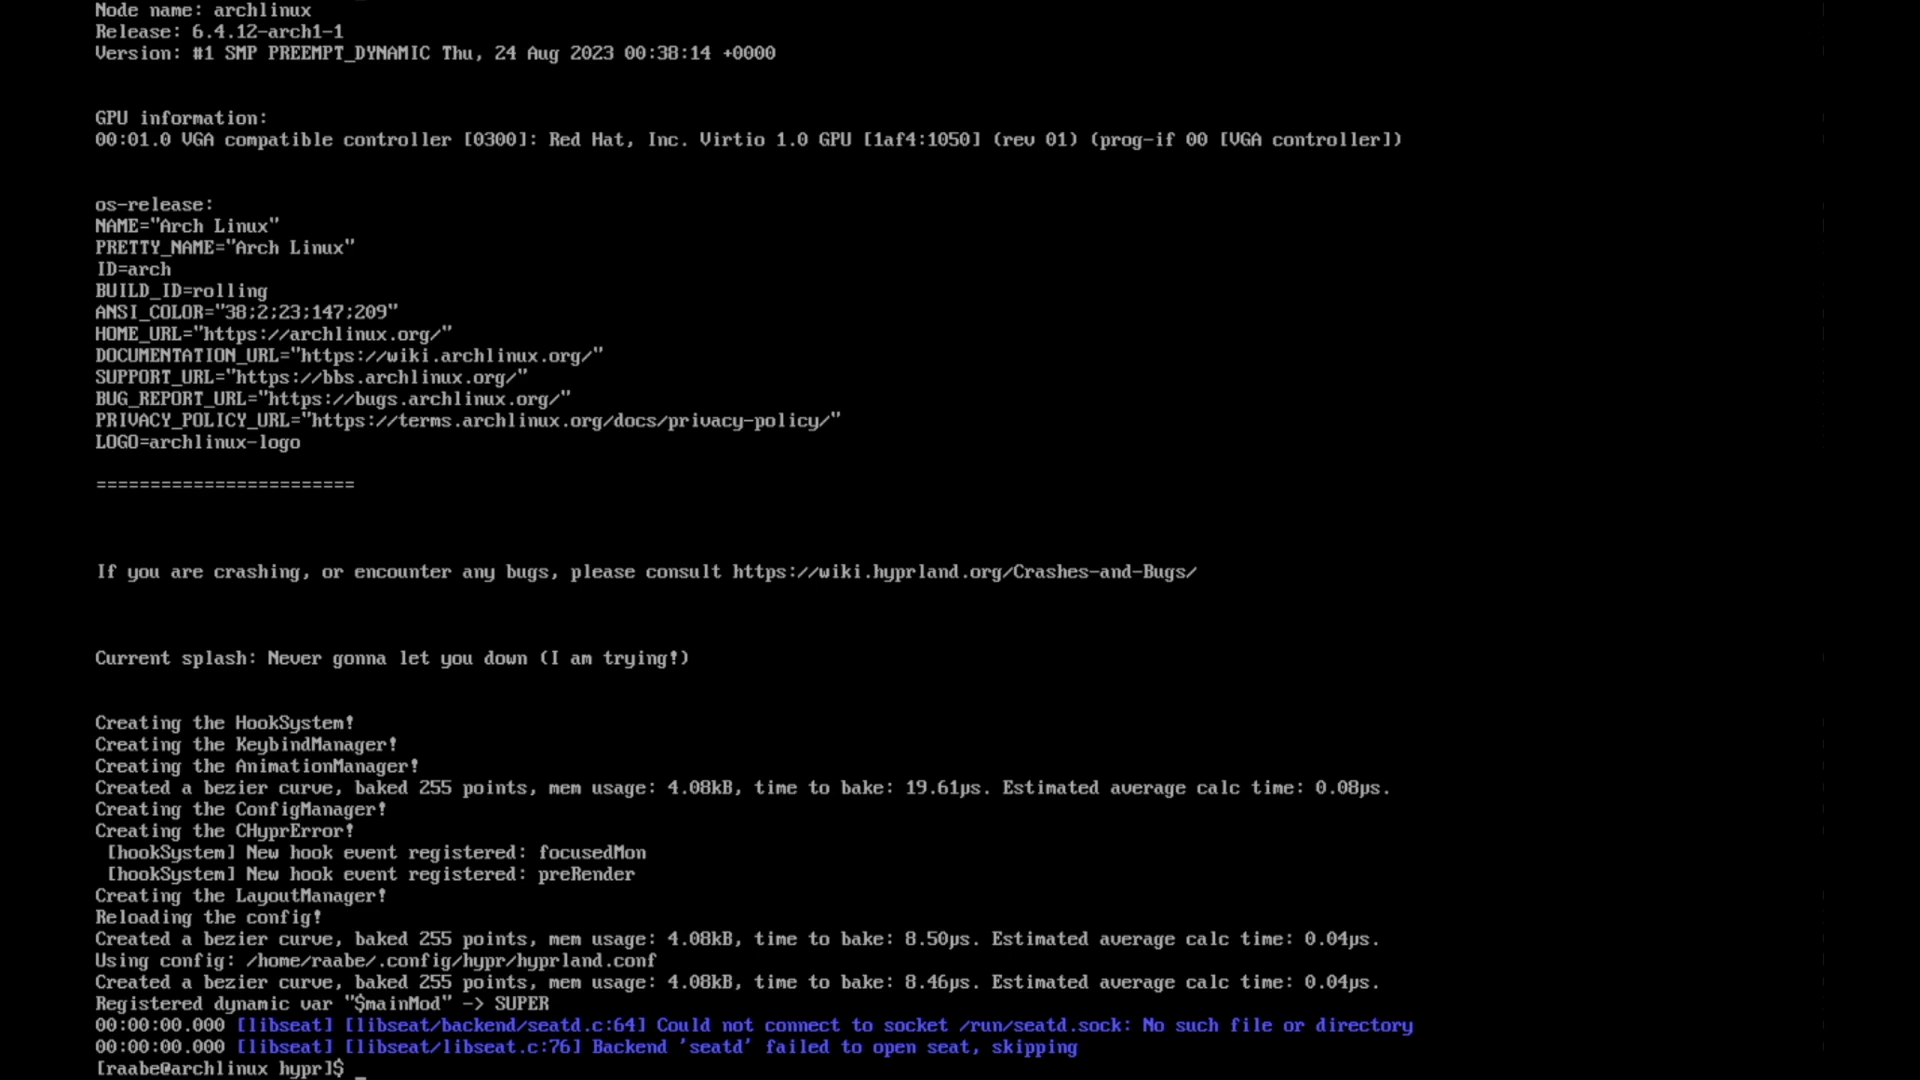 Node name: archlinux
Release: 6.4.12-arch1-1
Version: #1 SMP PREEMPT_DYNAMIC Thu, 24 Aug 2023 00:38:14 +0000
GPU information:
00:01.0 VGA compatible controller [0300]: Red Hat, Inc. Virtio 1.0 GPU [1af4:1050] (rev 01) (prog-if 00 [VGA controller])
os-release:
NAME="Arch Linux"
PRETTY_NAME="Arch Linux"
ID=arch
BUILD_ID=rolling
ANSI_COLOR="38;2;23;147;209"
HOME_URL="https://archlinux.org/"
DOCUMENTATION_URL="https://wiki.archlinux.org/"
SUPPORT_URL="https://bbs.archlinux.org/"
BUG_REPORT_URL="https://bugs.archlinux.org/"
PRIVACY_POLICY_URL="https://terms.archlinux.org/docs/privacy-policy/"
LOGO=archlinux-logo
========================
If you are crashing, or encounter any bugs, please consult https://wiki.hyprland.org/Crashes-and-Bugs/
Current splash: Never gonna let you down (I am trying!)
Creating the HookSystem!
Creating the KeybindManager!
Creating the AnimationManager!
Created a bezier curve, baked 255 points, mem usage: 4.08kB, time to bake: 19.61µs. Estimated average calc time: 0.08µs.
Creating the ConfigManager!
Creating the CHyprError!
[hookSystem] New hook event registered: focusedMon
[hookSystem] New hook event registered: preRender
Creating the LayoutManager!
Reloading the config!
Created a bezier curve, baked 255 points, mem usage: 4.08kB, time to bake: 8.50µs. Estimated average calc time: 0.04µs.
Using config: /home/raabe/.config/hypr/hyprland.conf
Created a bezier curve, baked 255 points, mem usage: 4.08kB, time to bake: 8.46µs. Estimated average calc time: 0.04µs.
Registered dynamic var "$mainMod" -> SUPER
00:00:00.000 [libseat] [libseat/backend/seatd.c:64] Could not connect to socket /run/seatd.sock: No such file or directory
00:00:00.000 [libseat] [libseat/libseat.c:76] Backend 'seatd' failed to open seat, skipping
[raabe@archlinux hypr]$ _